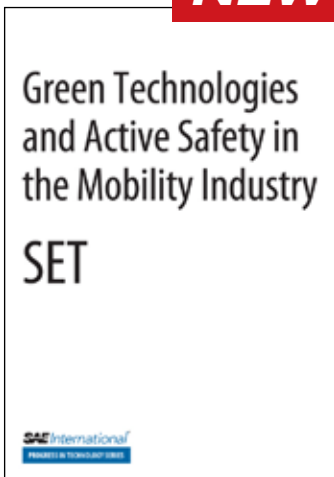 NEW
Green Technologies
and Active Safety in
the Mobility Industry
SET
SAE International
PROGRESS IN TECHNOLOGY SERIES